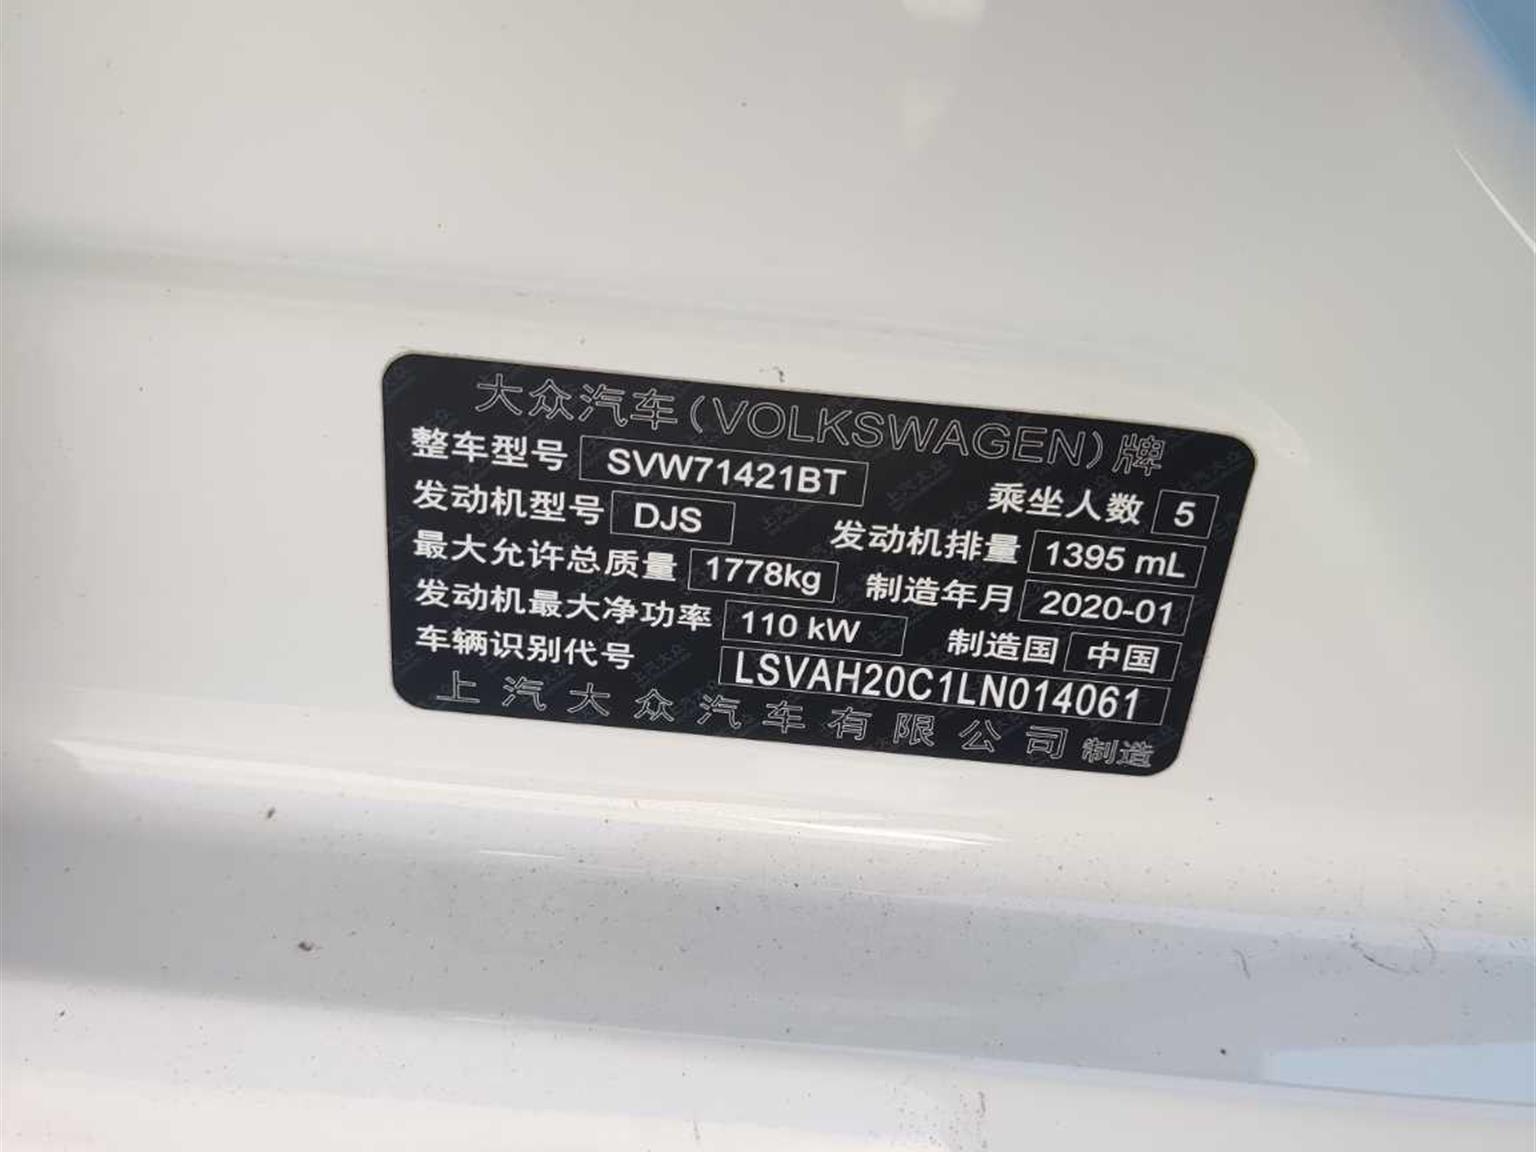 大众汽车(VOLKSWAGEN)牌
整车型号 SVW71421BT 乘坐人数 5
发动机型号 DJS 发动机排量 1395 mL
最大允许总质量 1778kg 制造年月 2020-01
发动机最大净功率 110 kW 制造国 中国
车辆识别代号 LSVAH20C1LN014061
上汽大众汽车有限公司 制造